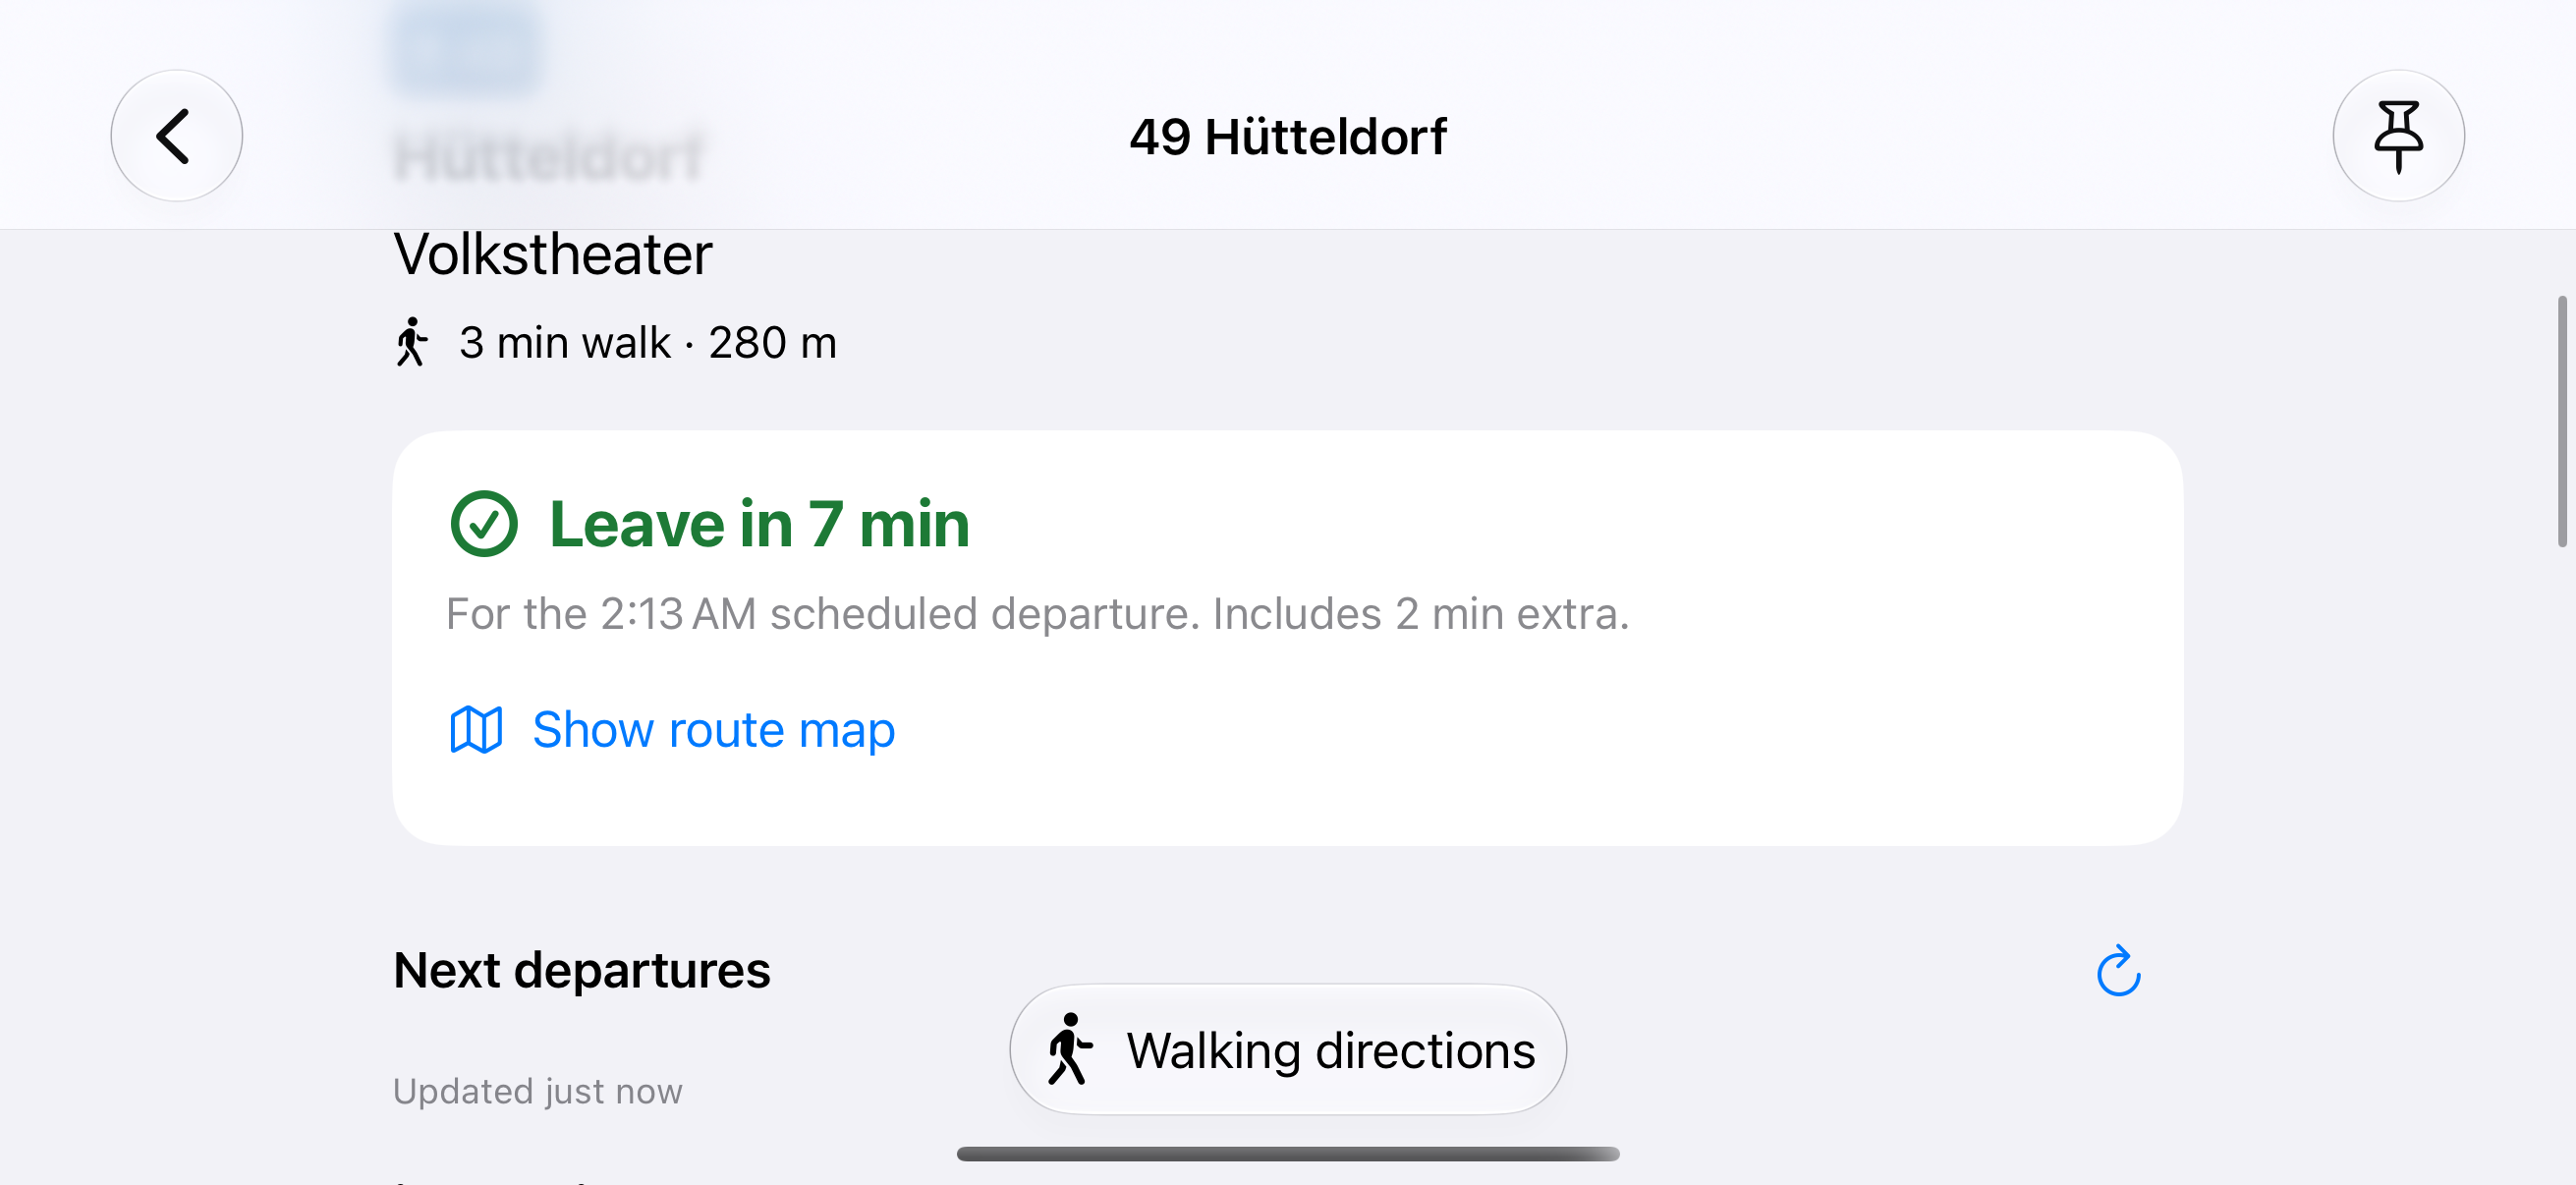 49 Hütteldorf
Hütteldorf
Volkstheater
3 min walk · 280 m
Leave in 7 min
For the 2:13 AM scheduled departure. Includes 2 min extra.
Show route map
Next departures
Walking directions
Updated just now